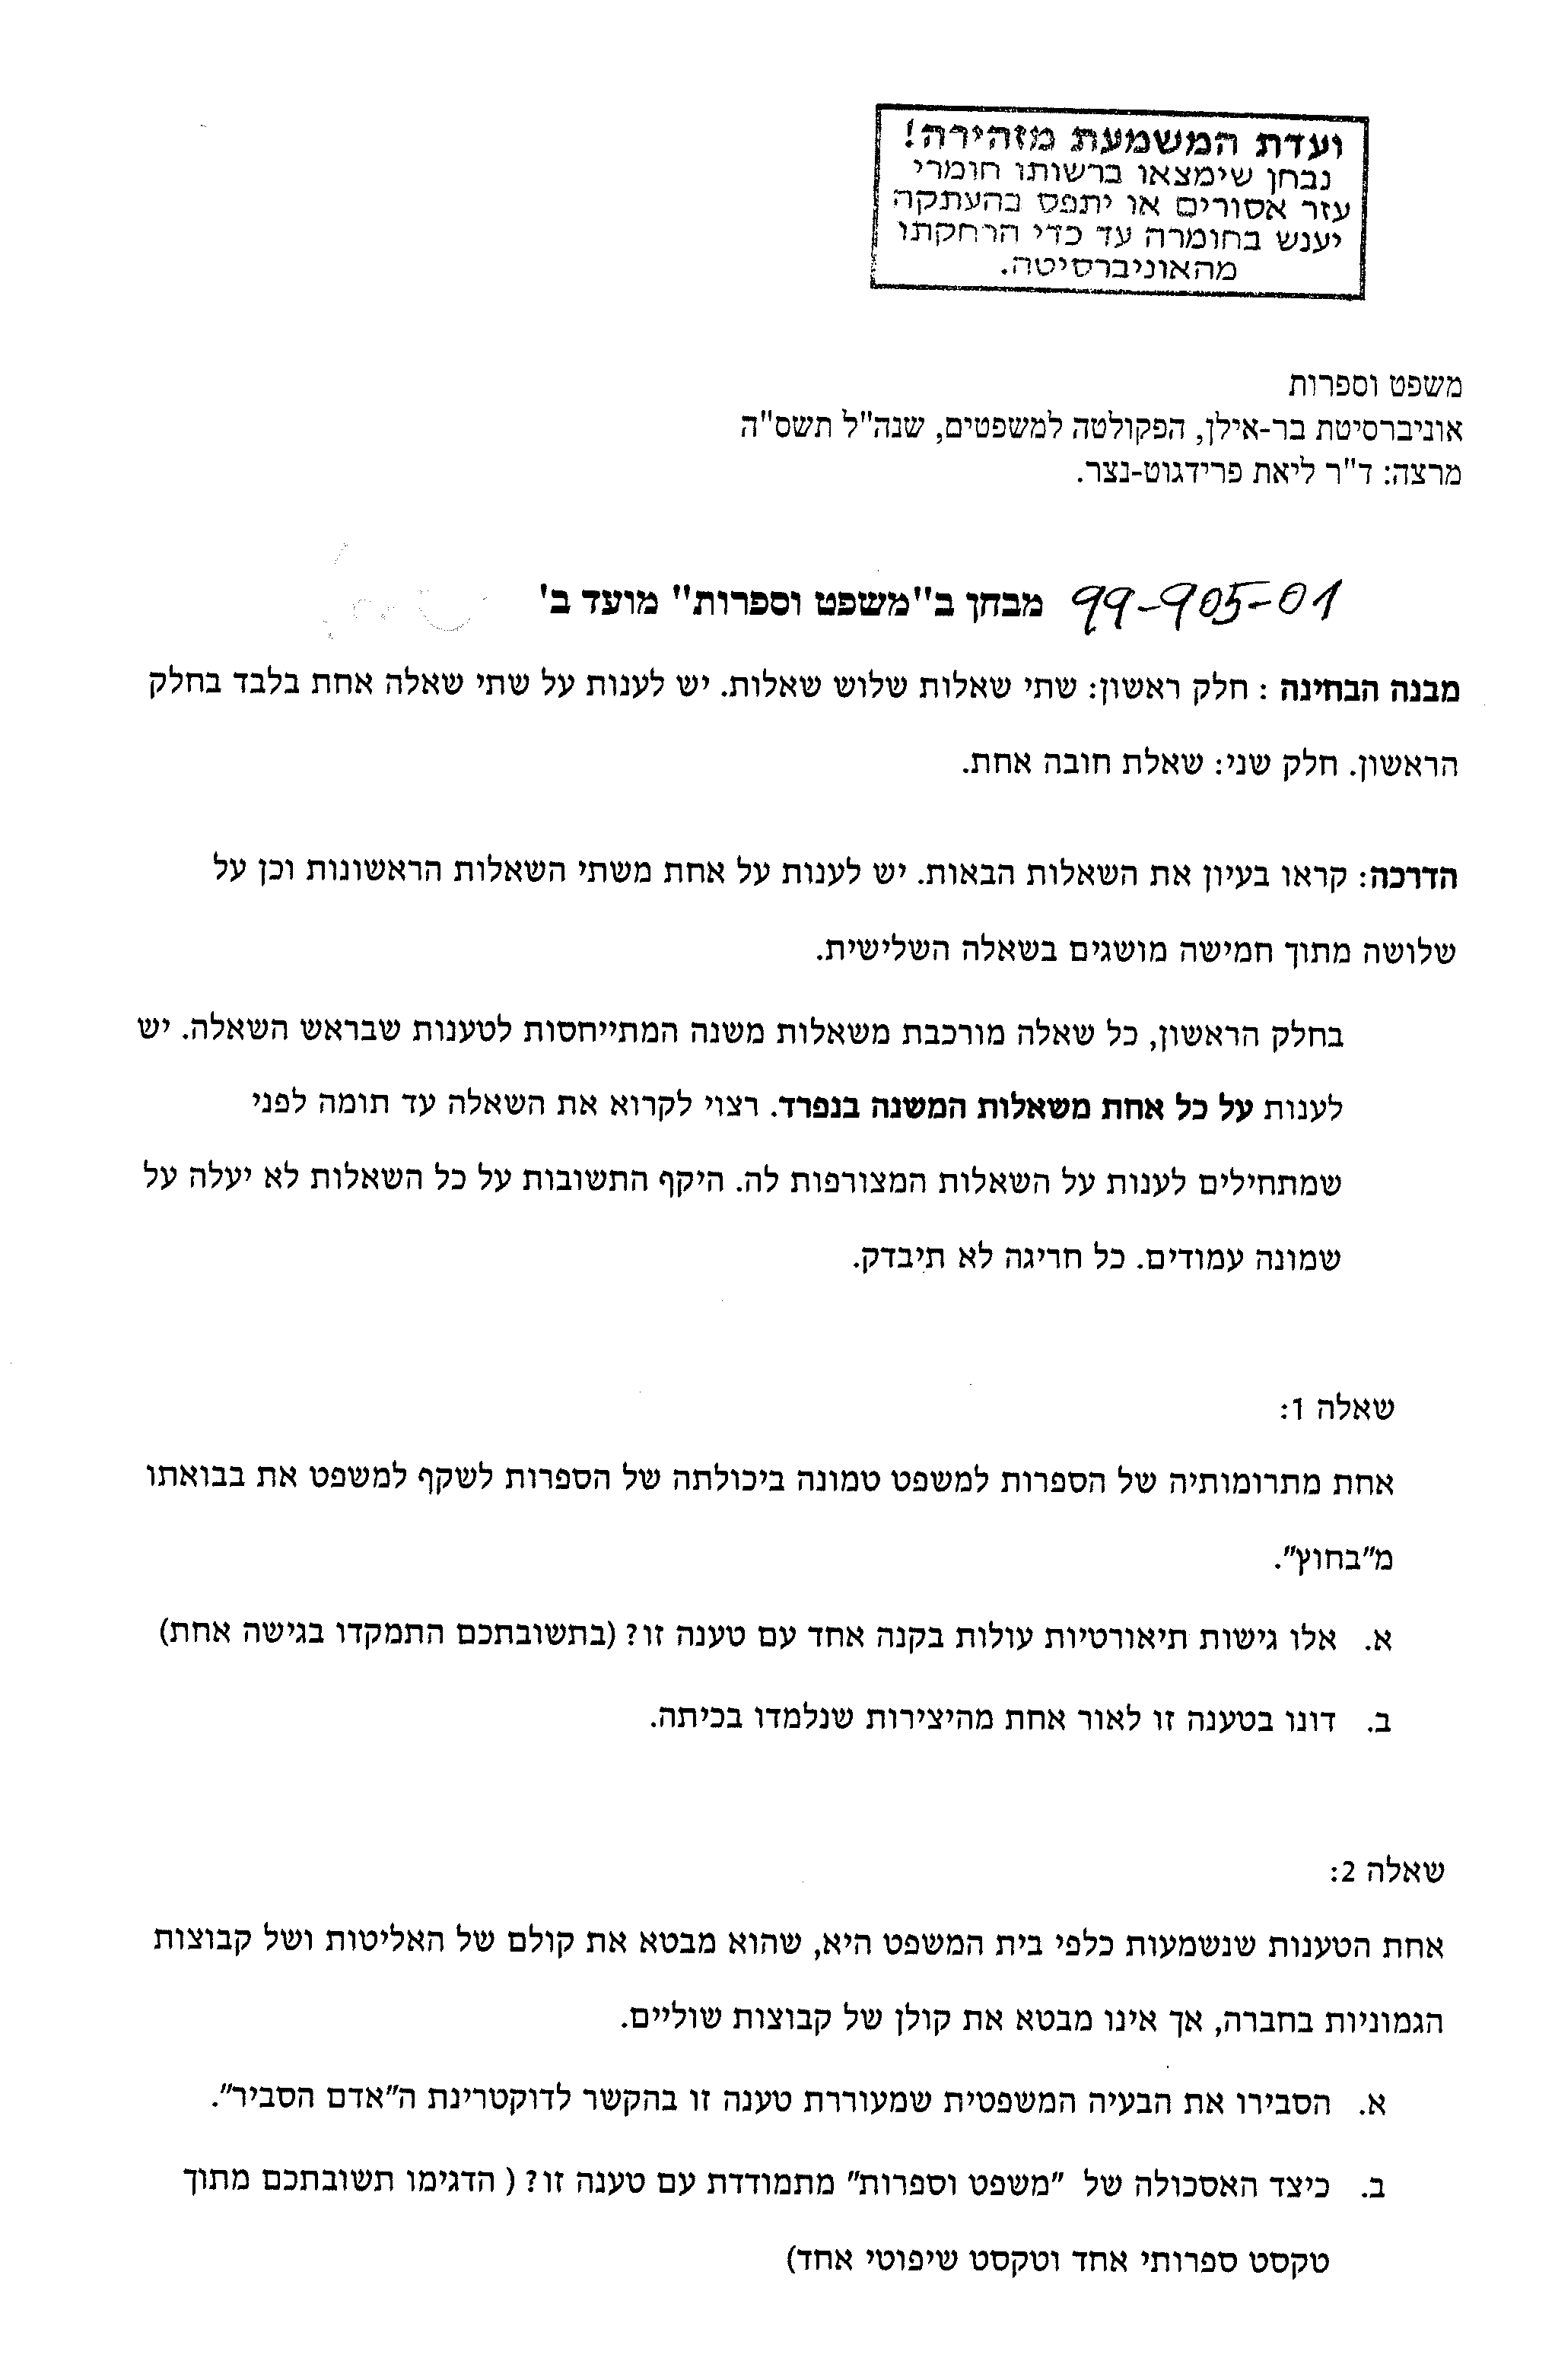 ועדת המשמעת מזהירה!
נבחן שימצאו ברשותו חומרי
עזר אסורים או יתפס בהעתקה
יענש בחומרה עד כדי הרחקתו
מהאוניברסיטה.
משפט וספרות
אוניברסיטת בר-אילן, הפקולטה למשפטים, שנה"ל תשס"ה
מרצה: ד"ר ליאת פרידגוט-נצר.
99-905-01 מבחן ב"משפט וספרות" מועד ב'
מבנה הבחינה : חלק ראשון: שתי שאלות שלוש שאלות. יש לענות על שתי שאלה אחת בלבד בחלק
הראשון. חלק שני: שאלת חובה אחת.
הדרכה: קראו בעיון את השאלות הבאות. יש לענות על אחת משתי השאלות הראשונות וכן על
שלושה מתוך חמישה מושגים בשאלה השלישית.
בחלק הראשון, כל שאלה מורכבת משאלות משנה המתייחסות לטענות שבראש השאלה. יש
לענות על כל אחת משאלות המשנה בנפרד. רצוי לקרוא את השאלה עד תומה לפני
שמתחילים לענות על השאלות המצורפות לה. היקף התשובות על כל השאלות לא יעלה על
שמונה עמודים. כל חריגה לא תיבדק.
שאלה 1:
אחת מתרומותיה של הספרות למשפט טמונה ביכולתה של הספרות לשקף למשפט את בבואתו
מ"בחוץ".
א. אלו גישות תיאורטיות עולות בקנה אחד עם טענה זו? (בתשובתכם התמקדו בגישה אחת)
ב. דונו בטענה זו לאור אחת מהיצירות שנלמדו בכיתה.
שאלה 2:
אחת הטענות שנשמעות כלפי בית המשפט היא, שהוא מבטא את קולם של האליטות ושל קבוצות
הגמוניות בחברה, אך אינו מבטא את קולן של קבוצות שוליים.
א. הסבירו את הבעיה המשפטית שמעוררת טענה זו בהקשר לדוקטרינת ה"אדם הסביר".
ב. כיצד האסכולה של "משפט וספרות" מתמודדת עם טענה זו? ( הדגימו תשובתכם מתוך
טקסט ספרותי אחד וטקסט שיפוטי אחד)